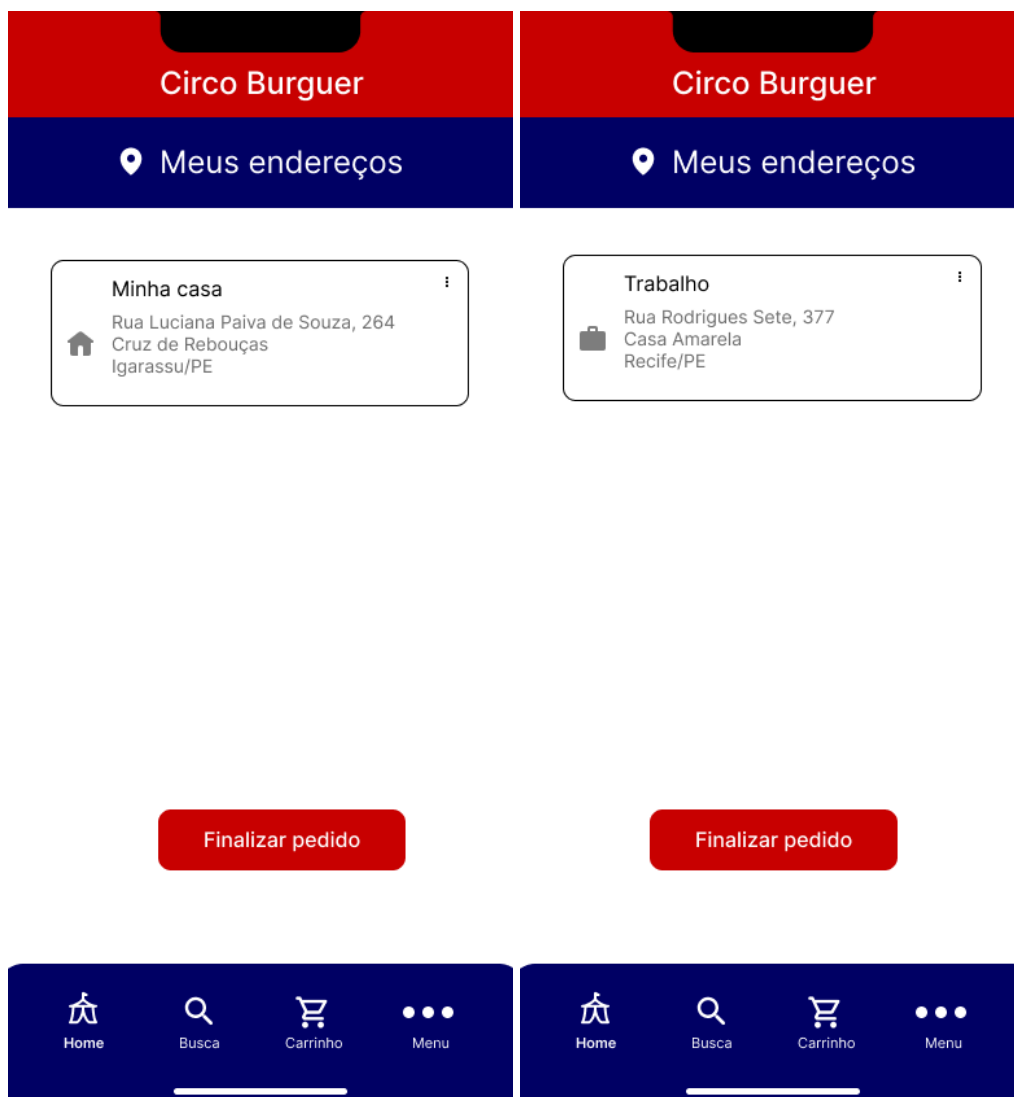 Circo Burguer
Meus endereços
Minha casa
Rua Luciana Paiva de Souza, 264
Cruz de Rebouças
Igarassu/PE
Finalizar pedido
Home
Busca
Carrinho
Menu
Circo Burguer
Meus endereços
Trabalho
Rua Rodrigues Sete, 377
Casa Amarela
Recife/PE
Finalizar pedido
Home
Busca
Carrinho
Menu